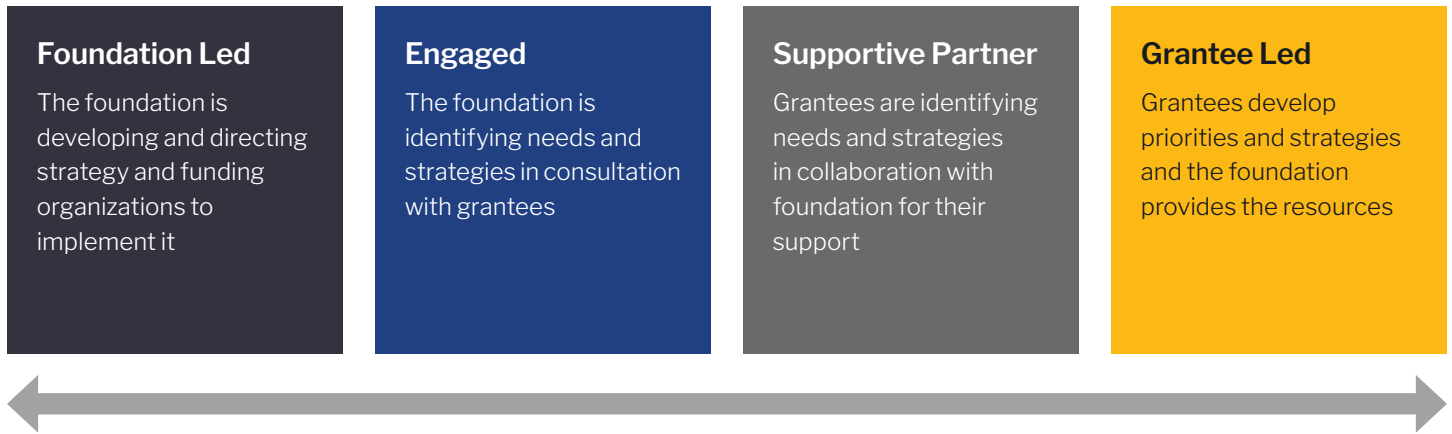 Foundation Led
The foundation is
developing and directing
strategy and funding
organizations to
implement it
Engaged
The foundation is
identifying needs and
strategies in consultation
with grantees
Supportive Partner
Grantees are identifying
needs and strategies
in collaboration with
foundation for their
support
Grantee Led
Grantees develop
priorities and strategies
and the foundation
provides the resources